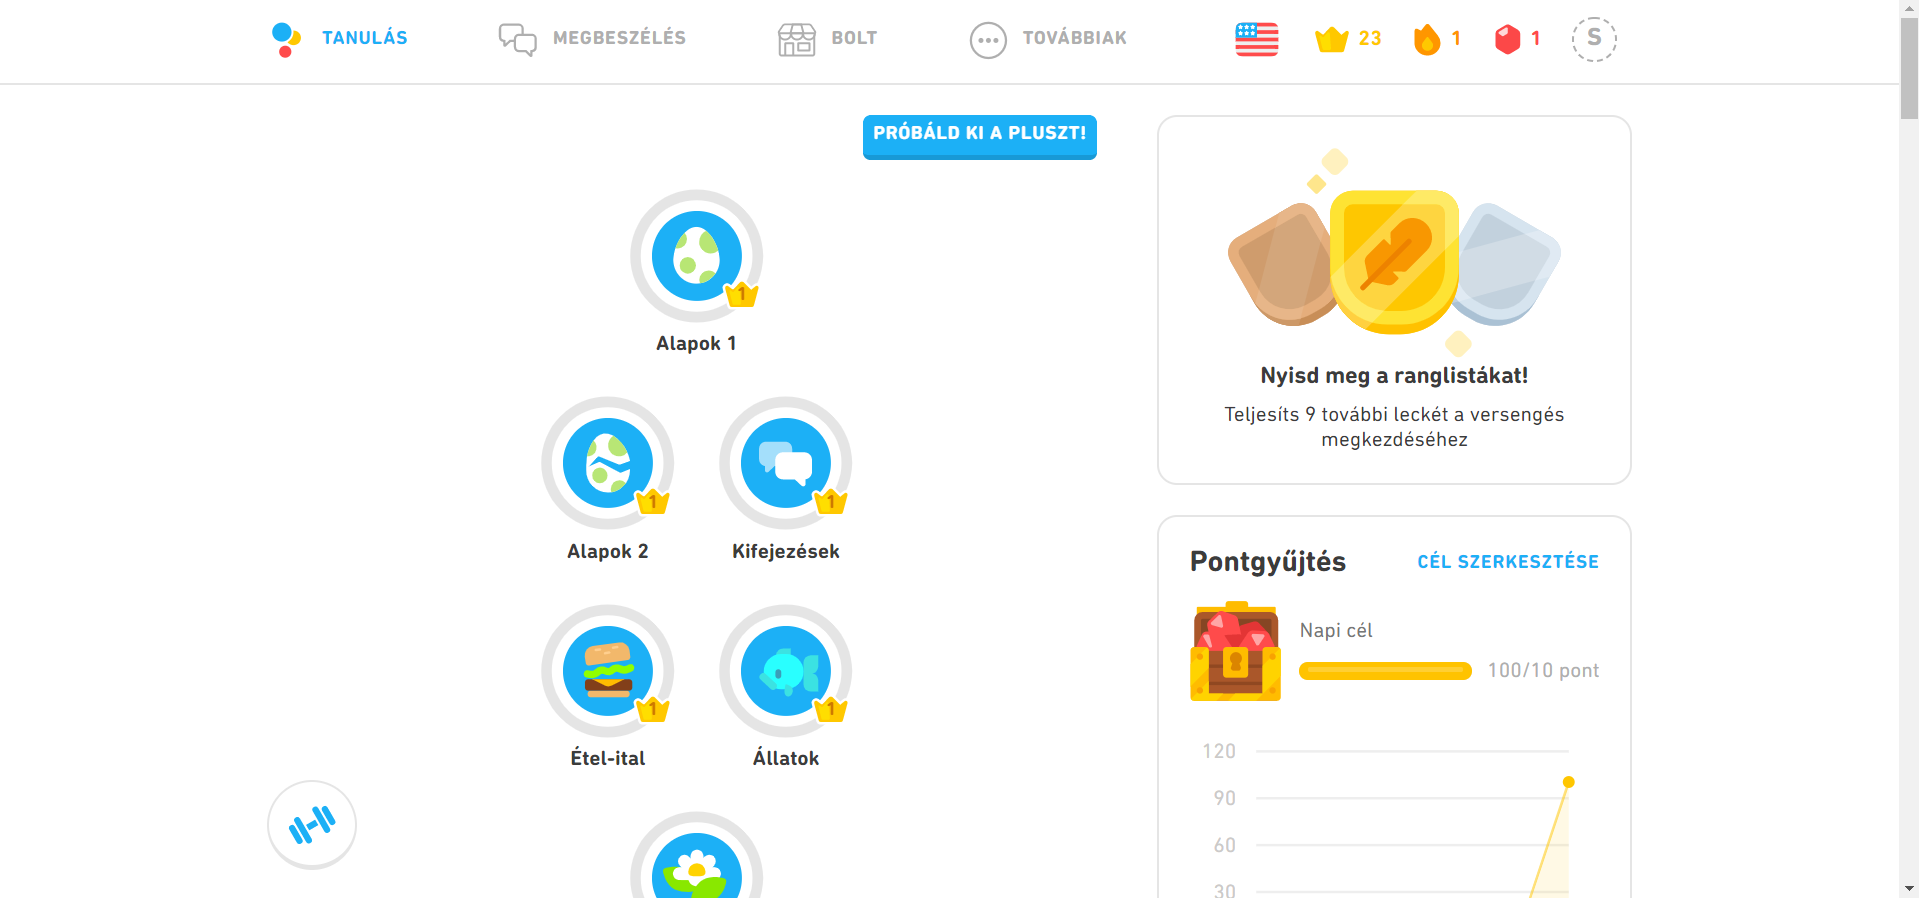 TANULÁS
MEGBESZÉLÉS
BOLT
TOVÁBBIAK
23
1
1
S
PRÓBÁLD KI A PLUSZT!
1
Alapok 1
1
1
Alapok 2
Kifejezések
1
1
Étel-ital
Állatok
Nyisd meg a ranglistákat!
Teljesíts 9 további leckét a versengés
megkezdéséhez
Pontgyűjtés
CÉL SZERKESZTÉSE
Napi cél
100/10 pont
120
90
60
30